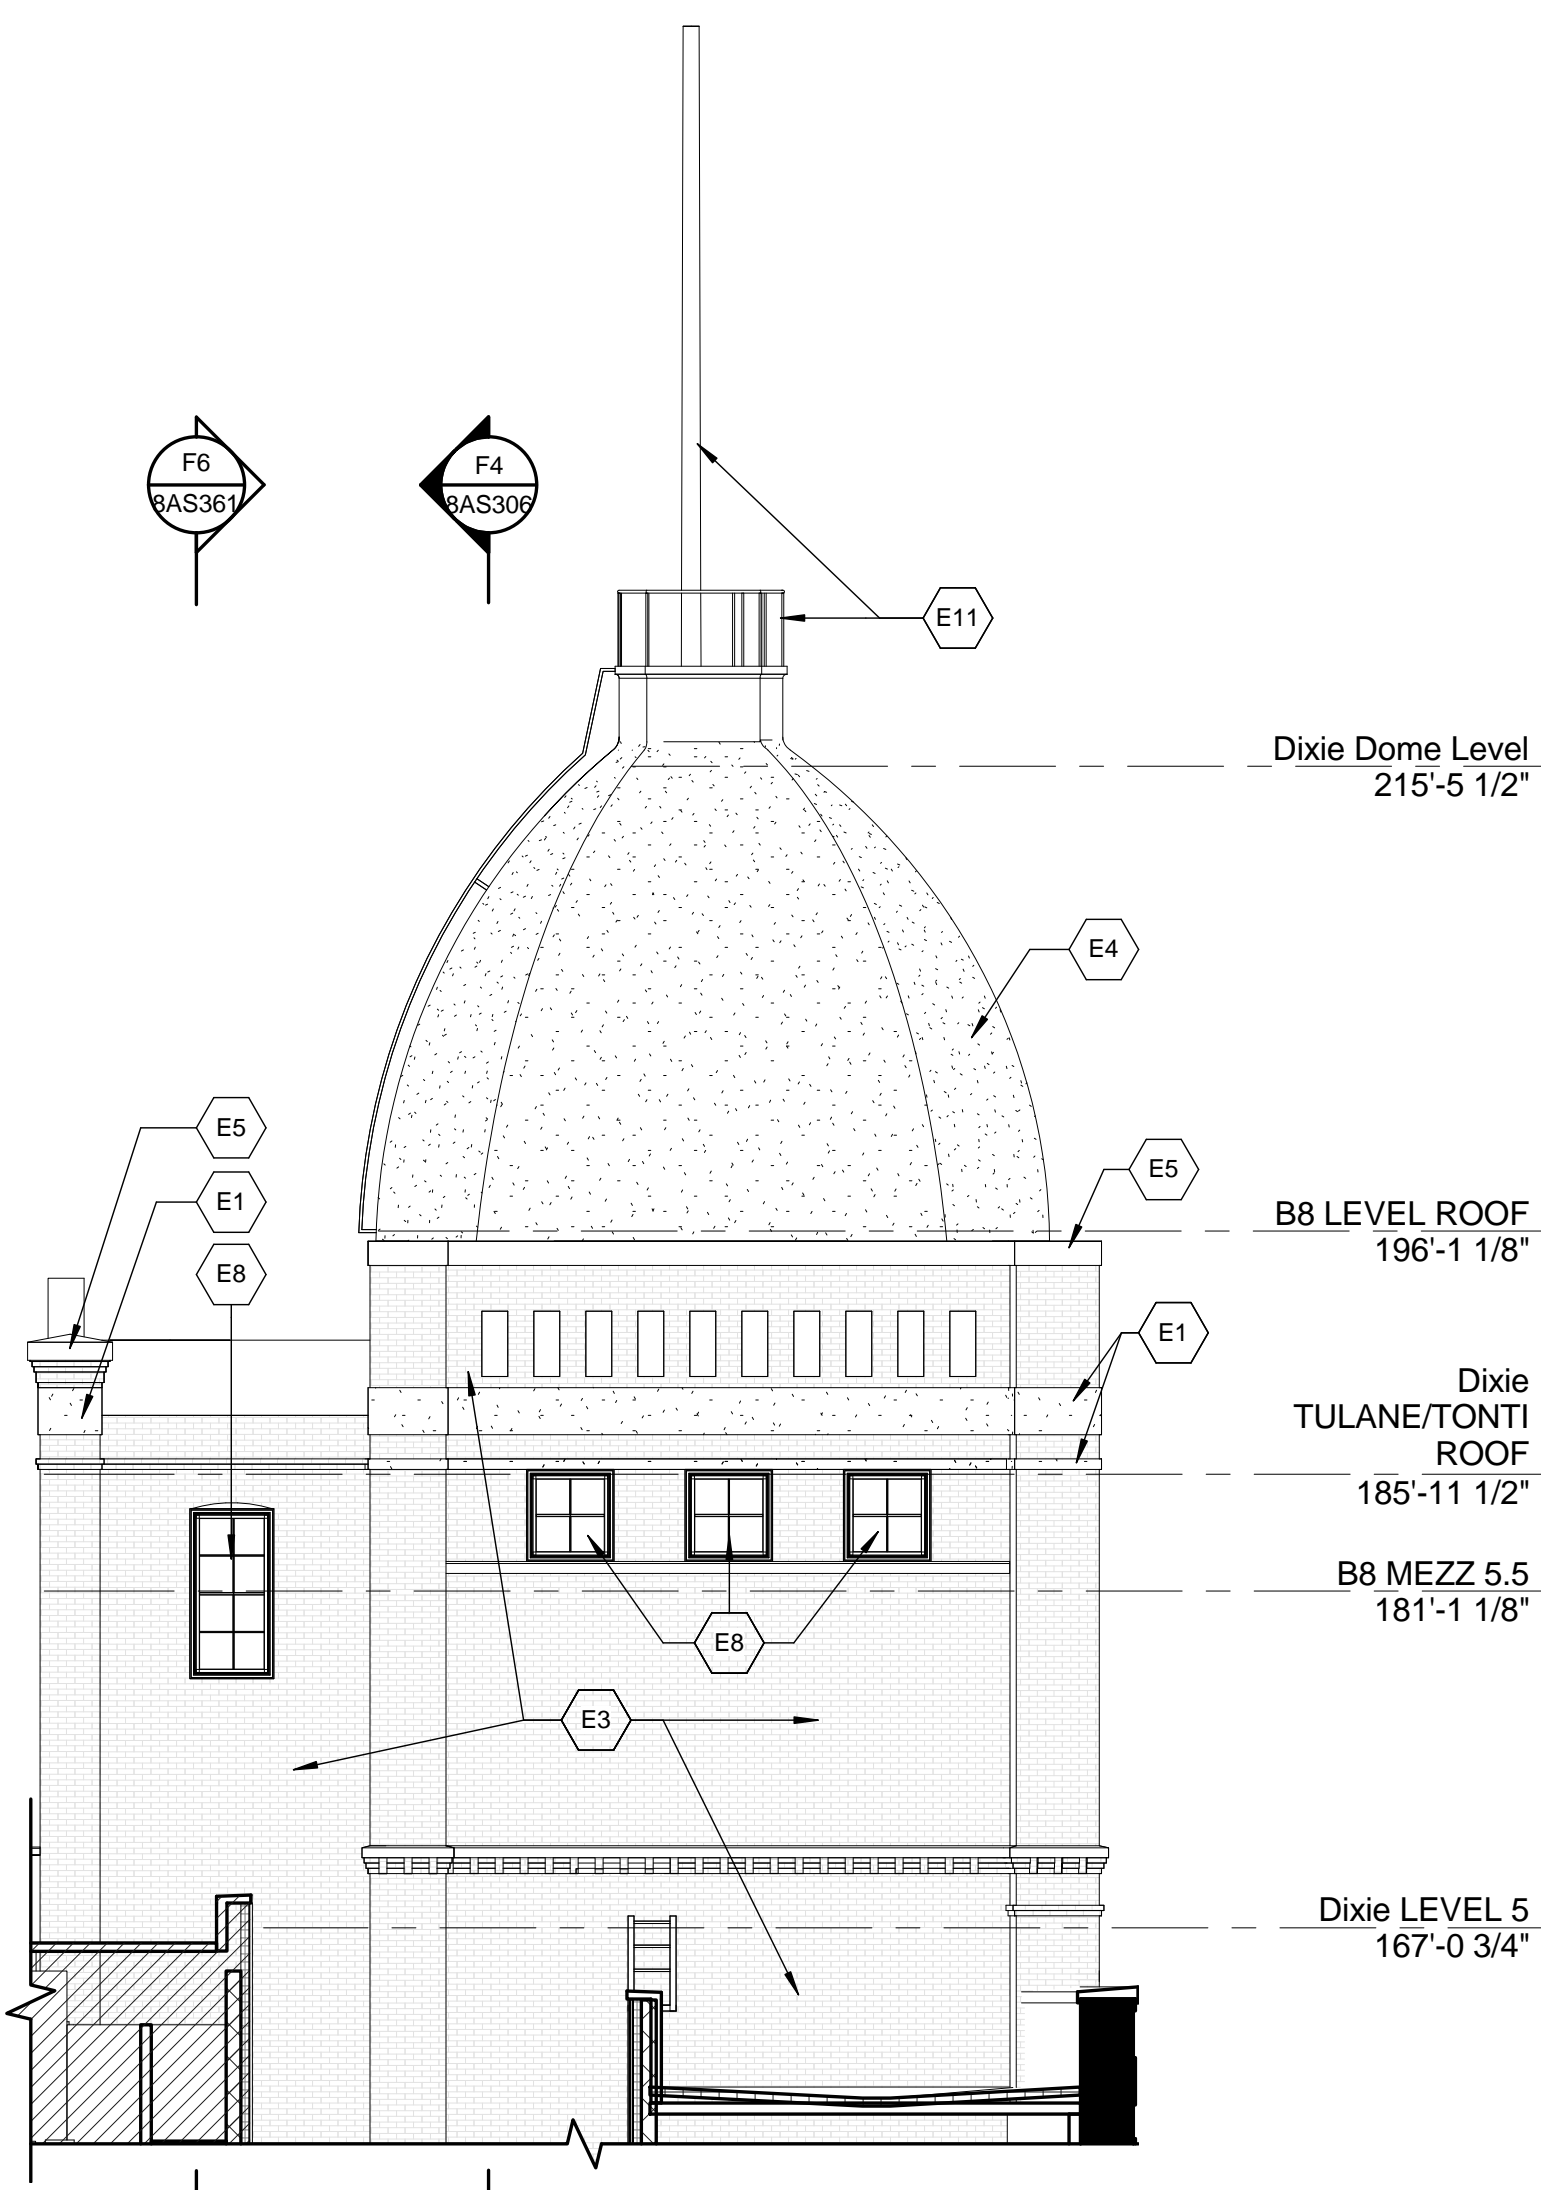 F6
8AS361
F4
8AS306
E11
Dixie Dome Level
215'-5 1/2"
E4
E5
E5
E1
B8 LEVEL ROOF
196'-1 1/8"
E8
E1
Dixie
TULANE/TONTI
ROOF
185'-11 1/2"
B8 MEZZ 5.5
181'-1 1/8"
E8
E3
Dixie LEVEL 5
167'-0 3/4"